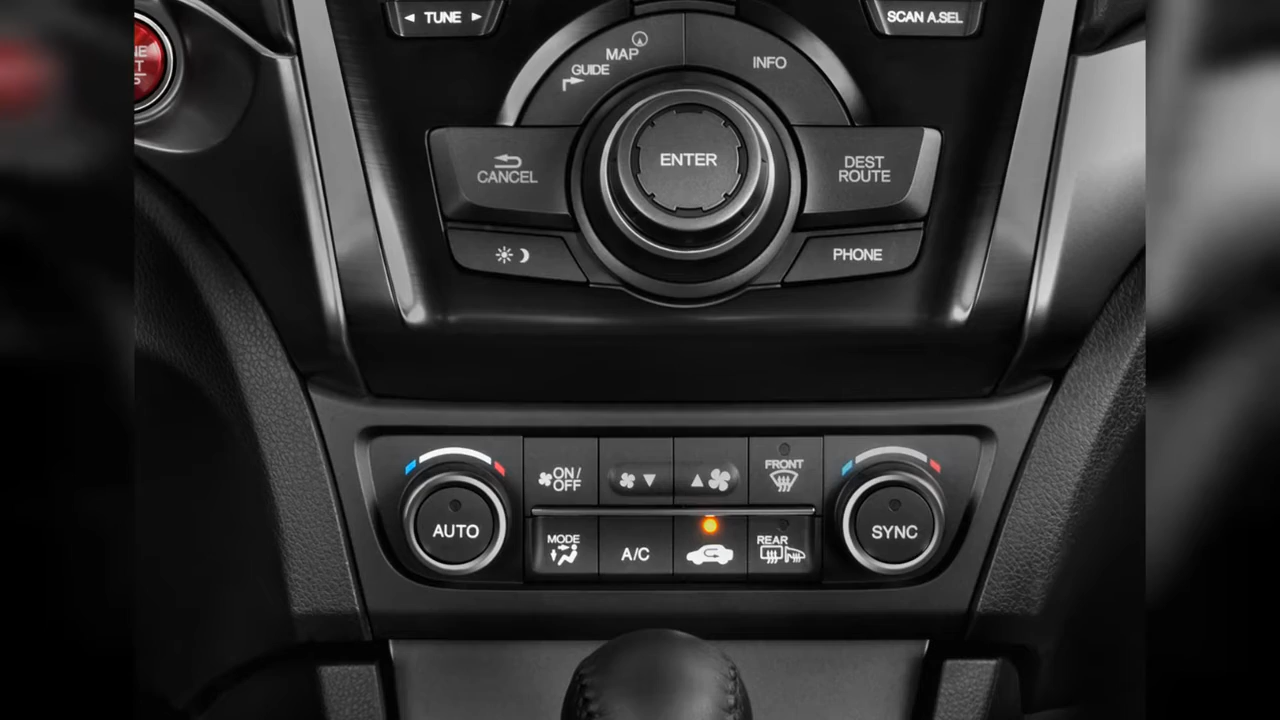 ◄ TUNE ►
SCAN A.SEL
MAP
GUIDE
INFO
ENTER
CANCEL
DEST
ROUTE
PHONE
ON/
OFF
FRONT
AUTO
MODE
A/C
REAR
SYNC